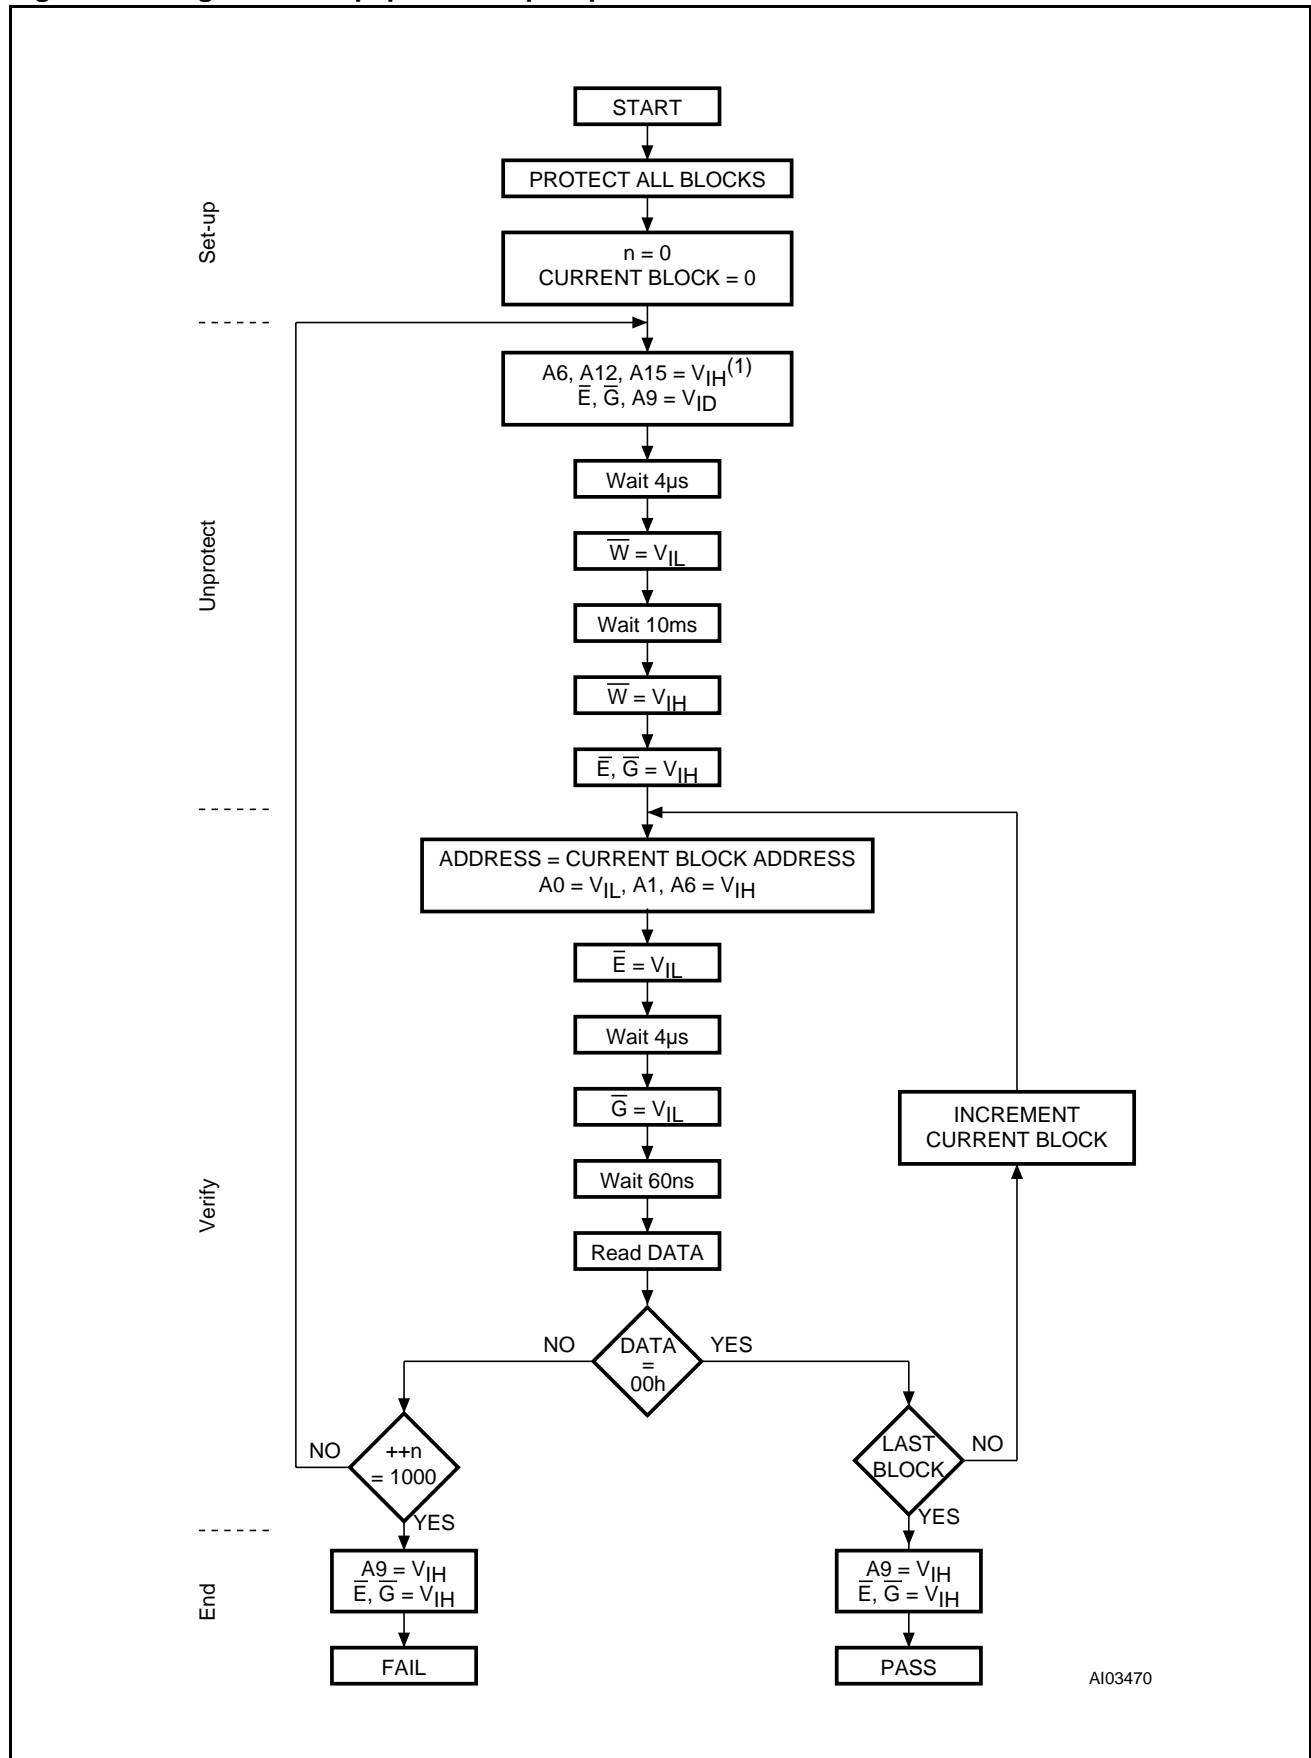 START
PROTECT ALL BLOCKS
Set-up
n = 0
CURRENT BLOCK = 0
A6, A12, A15 = VIH(1)
E̅, G̅, A9 = VID
Wait 4µs
Unprotect
W̅ = VIL
Wait 10ms
W̅ = VIH
E̅, G̅ = VIH
ADDRESS = CURRENT BLOCK ADDRESS
A0 = VIL, A1, A6 = VIH
E̅ = VIL
Wait 4µs
G̅ = VIL
INCREMENT
CURRENT BLOCK
Wait 60ns
Verify
Read DATA
NO
DATA
=
00h
YES
NO
++n
= 1000
YES
LAST
BLOCK
NO
YES
End
A9 = VIH
E̅, G̅ = VIH
A9 = VIH
E̅, G̅ = VIH
FAIL
PASS
AI03470